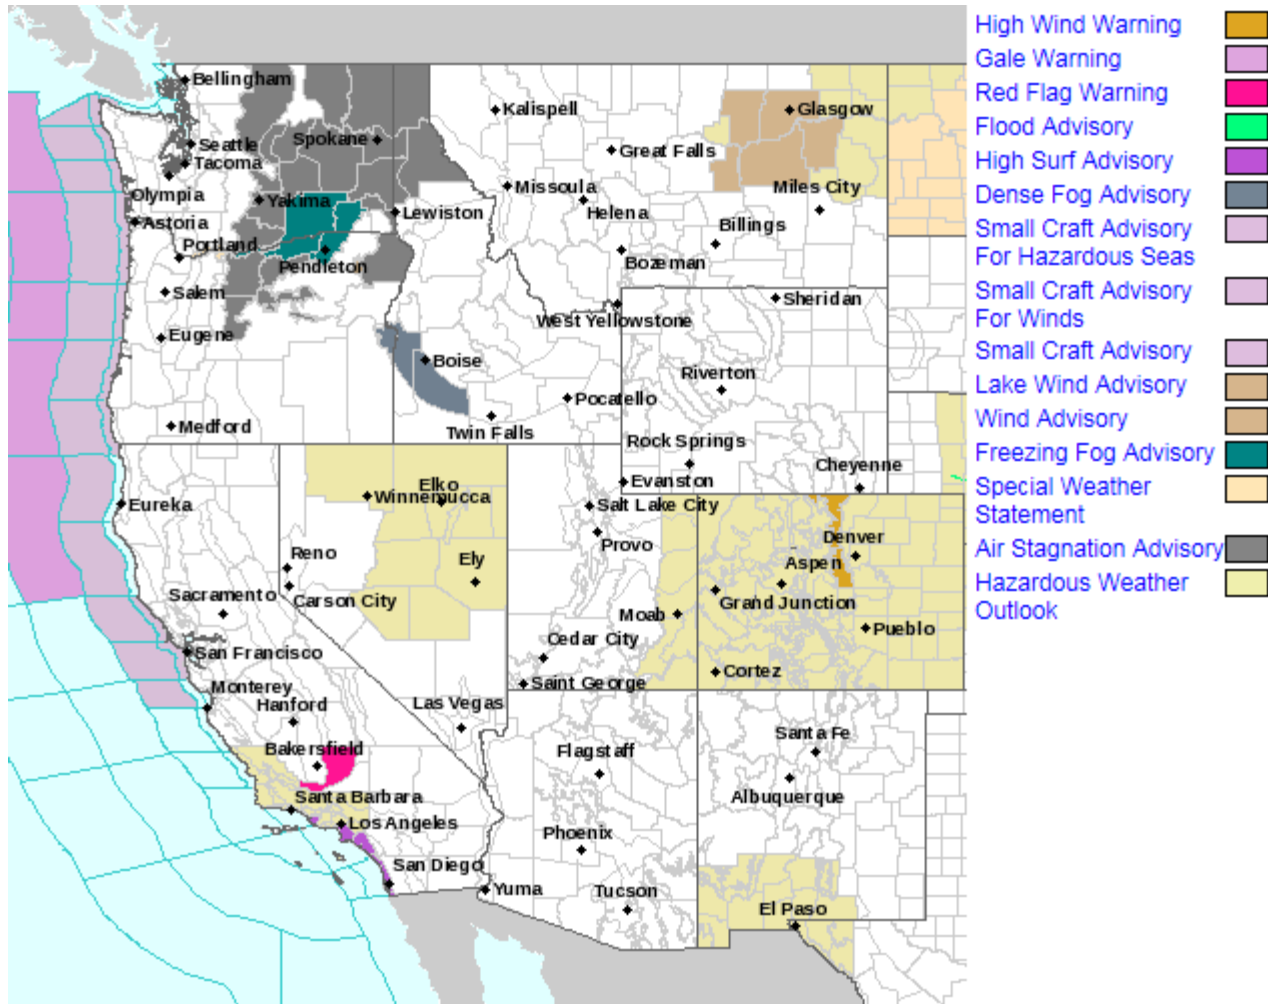 Bellingham
Seattle
Tacoma
Olympia
Astoria
Portland
Salem
Eugene
Medford
Spokane
Yakima
Pendleton
Lewiston
Kalispell
Great Falls
Glasgow
Missoula
Helena
Miles City
Billings
Bozeman
West Yellowstone
Sheridan
Boise
Twin Falls
Pocatello
Riverton
Rock Springs
Evanston
Cheyenne
Eureka
Winnemucca
Elko
Ely
Reno
Carson City
Sacramento
San Francisco
Monterey
Hanford
Bakersfield
Santa Barbara
Los Angeles
San Diego
Las Vegas
Salt Lake City
Provo
Moab
Cedar City
Saint George
Denver
Aspen
Grand Junction
Pueblo
Cortez
Flagstaff
Phoenix
Tucson
Yuma
Santa Fe
Albuquerque
El Paso
High Wind Warning
Gale Warning
Red Flag Warning
Flood Advisory
High Surf Advisory
Dense Fog Advisory
Small Craft Advisory
For Hazardous Seas
Small Craft Advisory
For Winds
Small Craft Advisory
Lake Wind Advisory
Wind Advisory
Freezing Fog Advisory
Special Weather
Statement
Air Stagnation Advisory
Hazardous Weather
Outlook